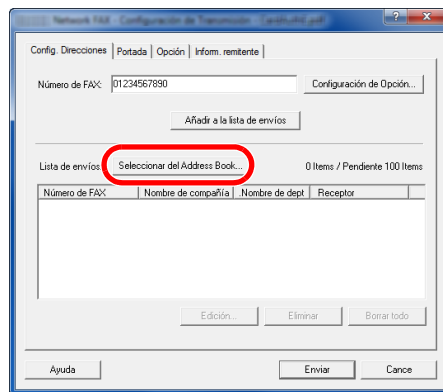 Network FAX - Configuración de Transmisión -
Config. Direcciones Portada Opción Inform. remitente
Número de FAX: 01234567890 Configuración de Opción...
Añadir a la lista de envíos
Lista de envíos: Seleccionar del Address Book... 0 Items / Pendiente 100 Items
Número de FAX Nombre de compañía .Nombre de dept Receptor
Edición... Eliminar Borrar todo
Ayuda Enviar Cance